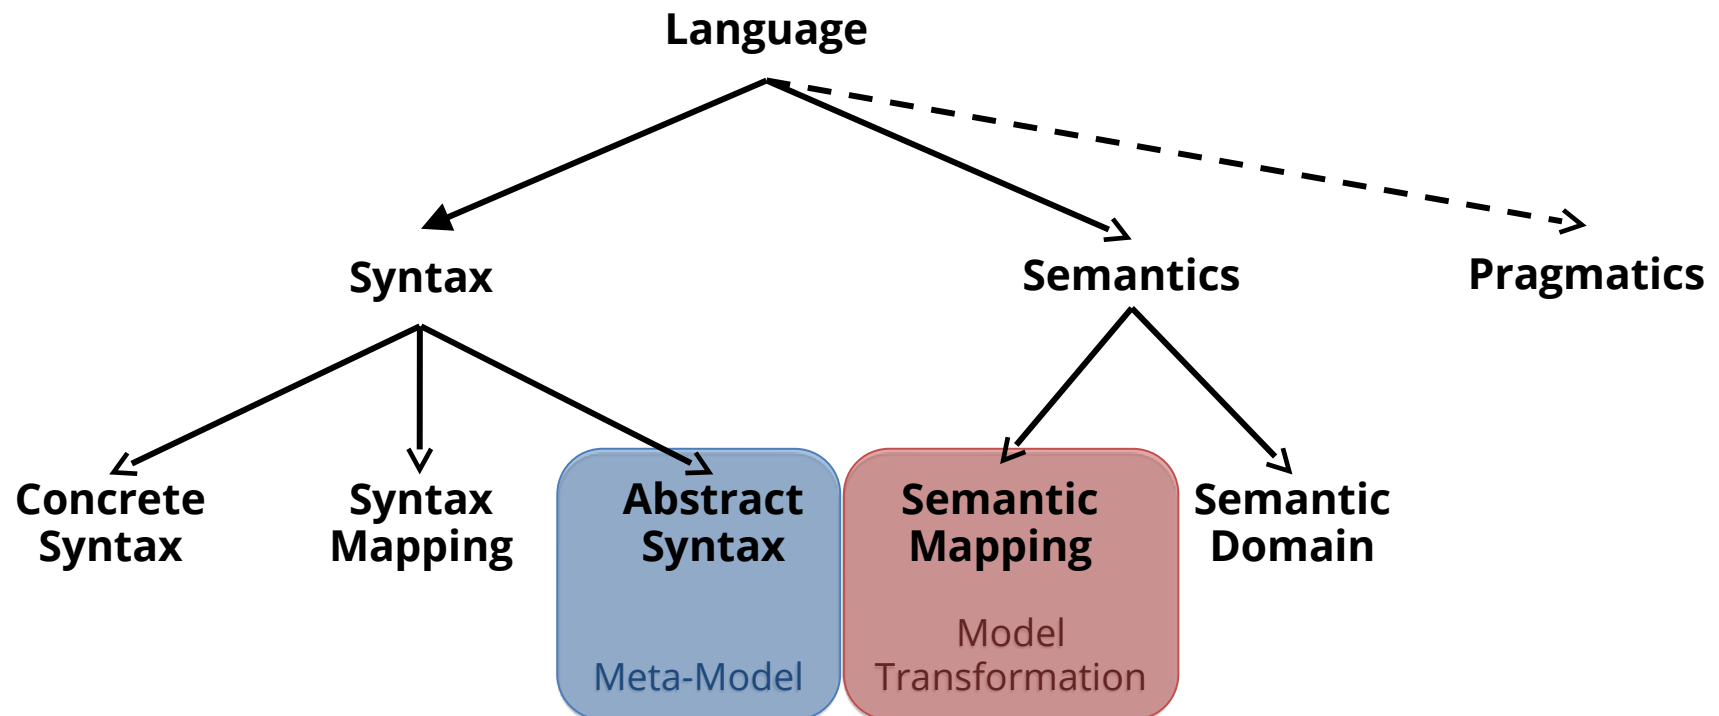 Language
Syntax
Semantics
Pragmatics
Concrete
Syntax
Syntax
Mapping
Abstract
Syntax
Semantic
Mapping
Semantic
Domain
Meta-Model
Model
Transformation